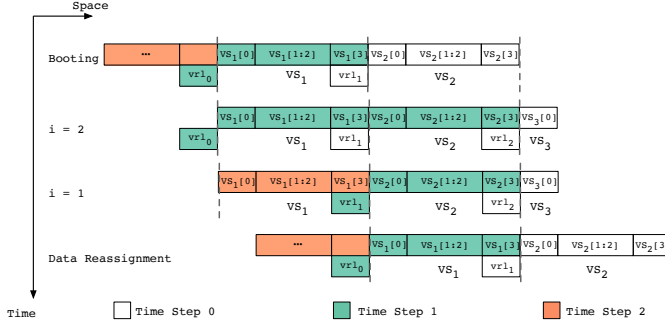 Space
Booting
... VS₁[0] VS₁[1:2] VS₁[3] VS₂[0] VS₂[1:2] VS₂[3]
vrl₀ VS₁ vrl₁ VS₂
i = 2
VS₁[0] VS₁[1:2] VS₁[3] VS₂[0] VS₂[1:2] VS₂[3] VS₃[0]
vrl₀ VS₁ vrl₁ VS₂ vrl₂ VS₃
i = 1
VS₁[0] VS₁[1:2] VS₁[3] VS₂[0] VS₂[1:2] VS₂[3] VS₃[0]
VS₁ vrl₁ VS₂ vrl₂ VS₃
Data Reassignment
... VS₁[0] VS₁[1:2] VS₁[3] VS₂[0] VS₂[1:2] VS₂[3]
vrl₀ VS₁ vrl₁ VS₂
Time
Time Step 0 Time Step 1 Time Step 2